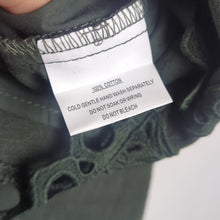 100% COTTON
COLD GENTLE HAND WASH SEPARATELY
DO NOT SOAK OR WRING
DO NOT BLEACH